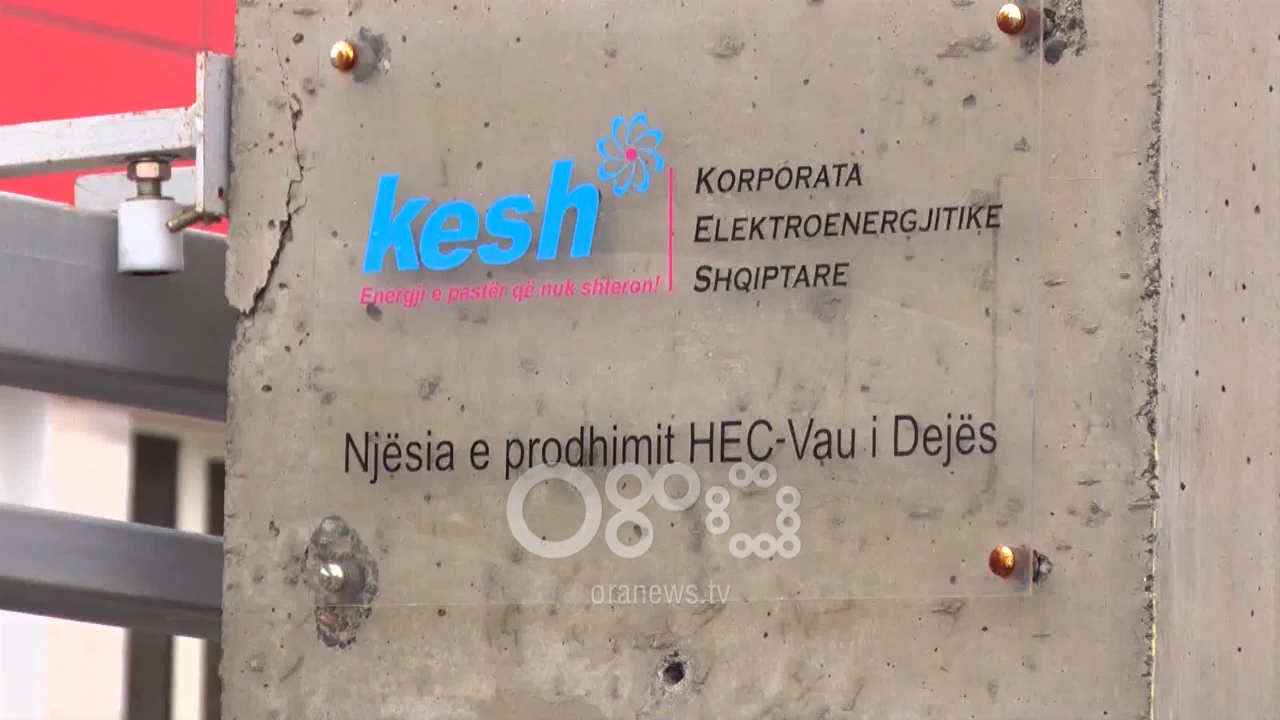 kesh
Energji e pastër që nuk shteron!
KORPORATA
ELEKTROENERGJITIKE
SHQIPTARE
Njësia e prodhimit HEC-Vau i Dejës
oranews.tv